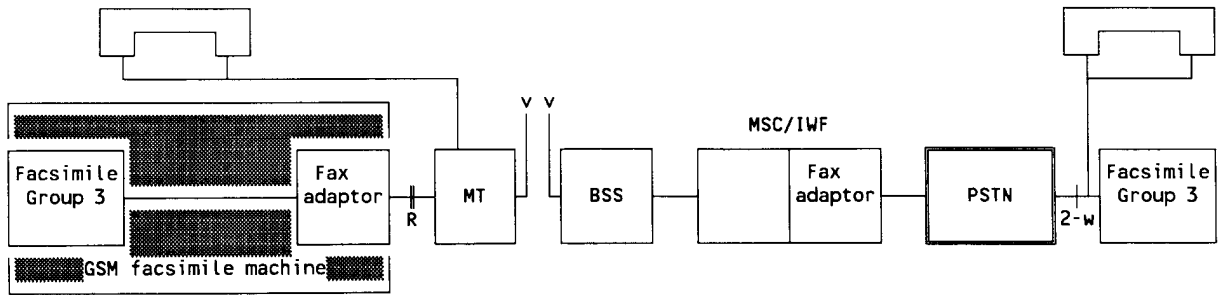 v v
MSC/IWF
Facsimile
Group 3
Fax
adaptor
R
MT
BSS
Fax
adaptor
PSTN
2-w
Facsimile
Group 3
GSM facsimile machine